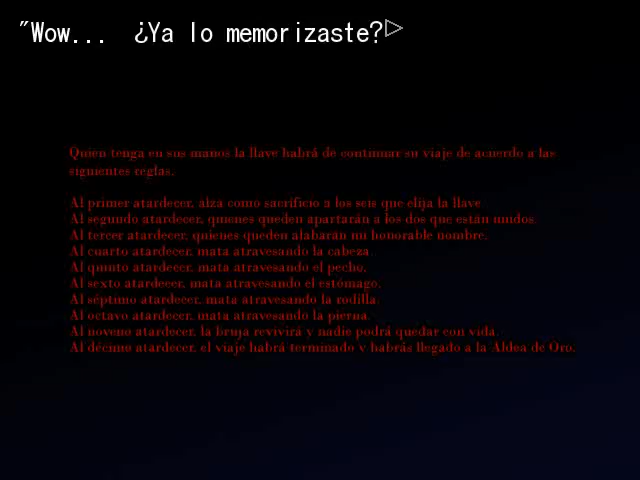 "Wow... ¿Ya lo memorizaste?
Quien tenga en sus manos la llave habrá de continuar su viaje de acuerdo a las
siguientes reglas.
Al primer atardecer, alza como sacrificio a los seis que elija la llave
Al segundo atardecer, quienes queden apartarán a los dos que están unidos.
Al tercer atardecer, quienes queden alabarán mi honorable nombre.
Al cuarto atardecer, mata atravesando la cabeza.
Al quinto atardecer, mata atravesando el pecho.
Al sexto atardecer, mata atravesando el estómago.
Al séptimo atardecer, mata atravesando la rodilla.
Al octavo atardecer, mata atravesando la pierna.
Al noveno atardecer, la bruja revivirá y nadie podrá quedar con vida.
Al décimo atardecer, el viaje habrá terminado y habrás llegado a la Aldea de Oro.